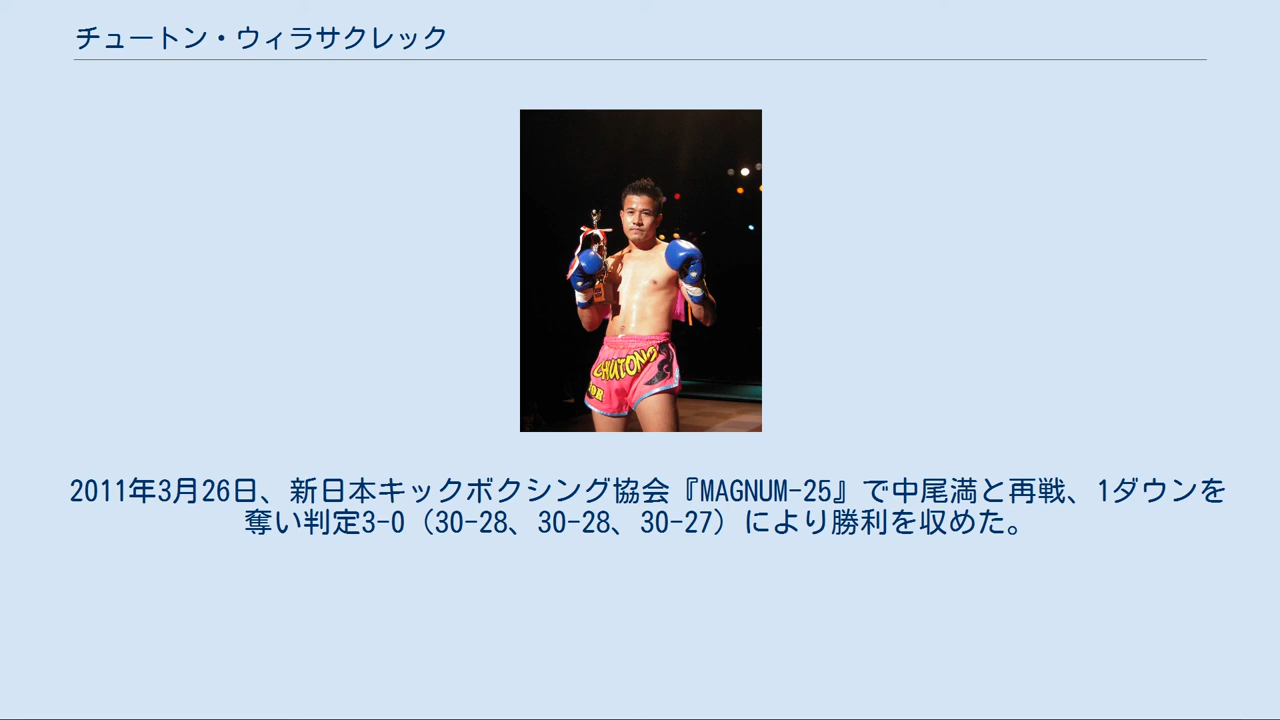 チュートン・ウィラサクレック
CHUTONG
2011年3月26日、新日本キックボクシング協会『MAGNUM-25』で中尾満と再戦、1ダウンを
奪い判定3-0（30-28、30-28、30-27）により勝利を収めた。